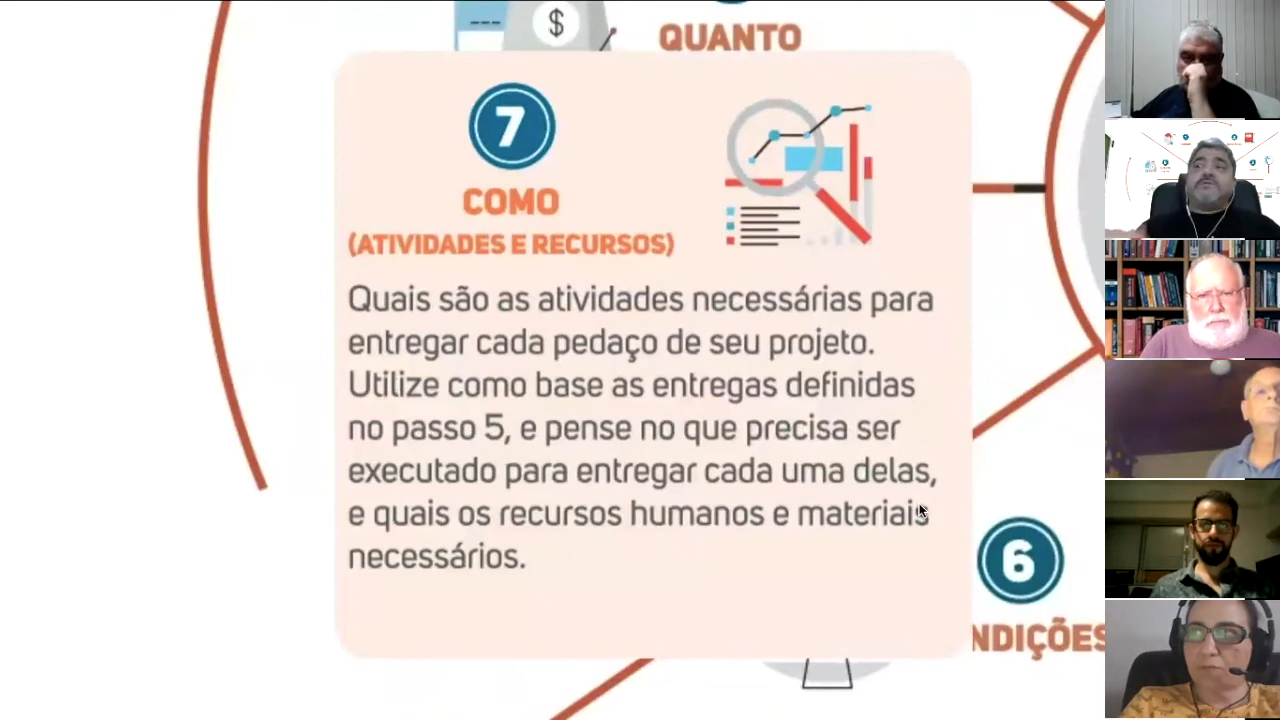 $
QUANTO
7
COMO
(ATIVIDADES E RECURSOS)
Quais são as atividades necessárias para
entregar cada pedaço de seu projeto.
Utilize como base as entregas definidas
no passo 5, e pense no que precisa ser
executado para entregar cada uma delas,
e quais os recursos humanos e materiais
necessários.
6
NDIÇÕES